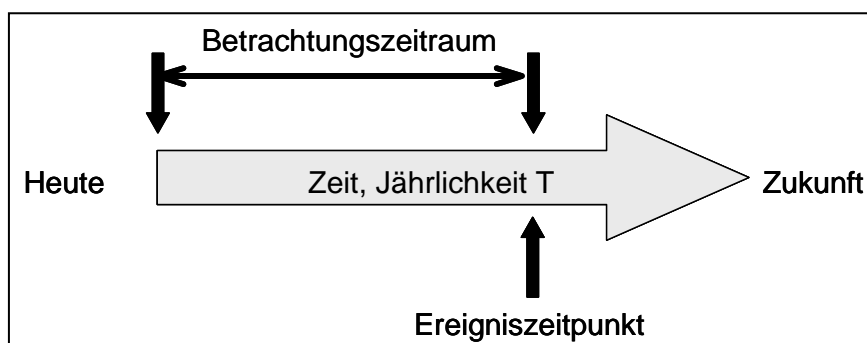 Betrachtungszeitraum
Heute
Zeit, Jährlichkeit T
Zukunft
Ereigniszeitpunkt